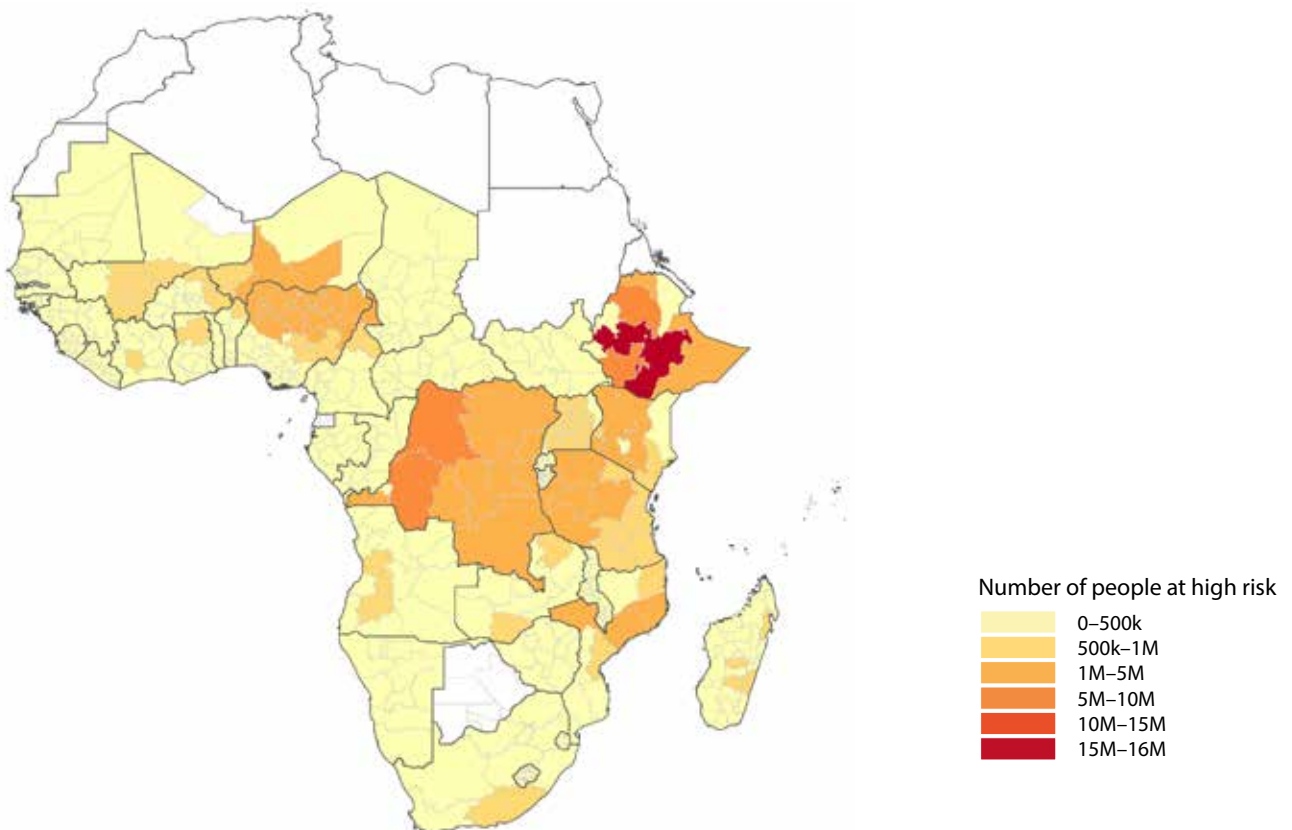 Number of people at high risk
0–500k
500k–1M
1M–5M
5M–10M
10M–15M
15M–16M